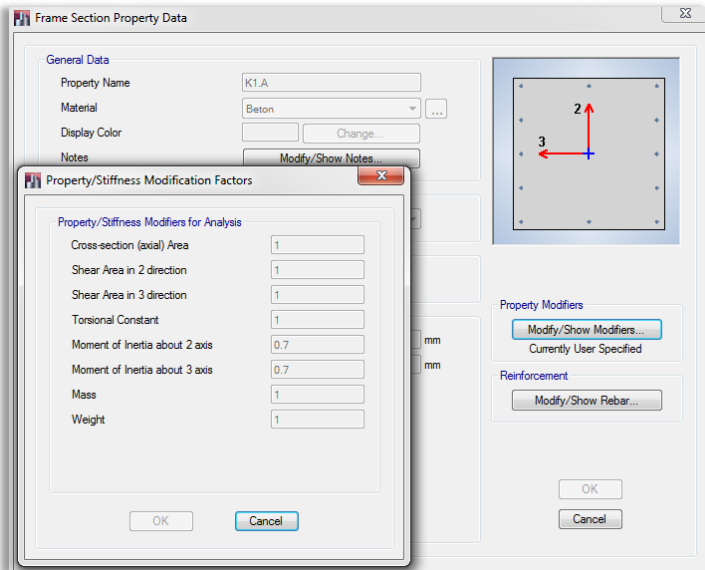 Frame Section Property Data
General Data
Property Name K1.A
Material Beton ...
Display Color Change...
Notes Modify/Show Notes...
2
3
Property/Stiffness Modification Factors
Property/Stiffness Modifiers for Analysis
Cross-section (axial) Area 1
Shear Area in 2 direction 1
Shear Area in 3 direction 1
Torsional Constant 1
Moment of Inertia about 2 axis 0.7
Moment of Inertia about 3 axis 0.7
Mass 1
Weight 1
OK Cancel
mm
mm
Property Modifiers
Modify/Show Modifiers...
Currently User Specified
Reinforcement
Modify/Show Rebar...
OK
Cancel